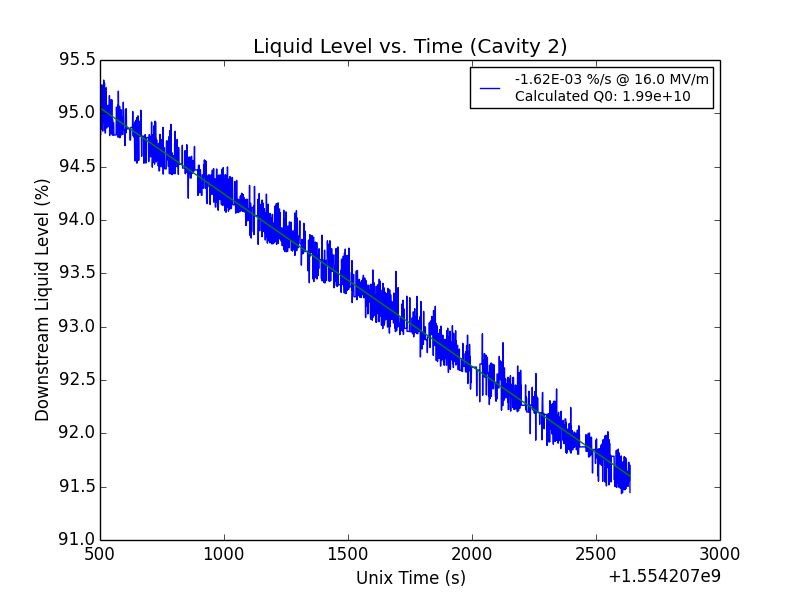 Liquid Level vs. Time (Cavity 2)
-1.62E-03 %/s @ 16.0 MV/m
Calculated Q0: 1.99e+10
Downstream Liquid Level (%)
95.5
95.0
94.5
94.0
93.5
93.0
92.5
92.0
91.5
91.0
500 1000 1500 2000 2500 3000
Unix Time (s)
+1.554207e9